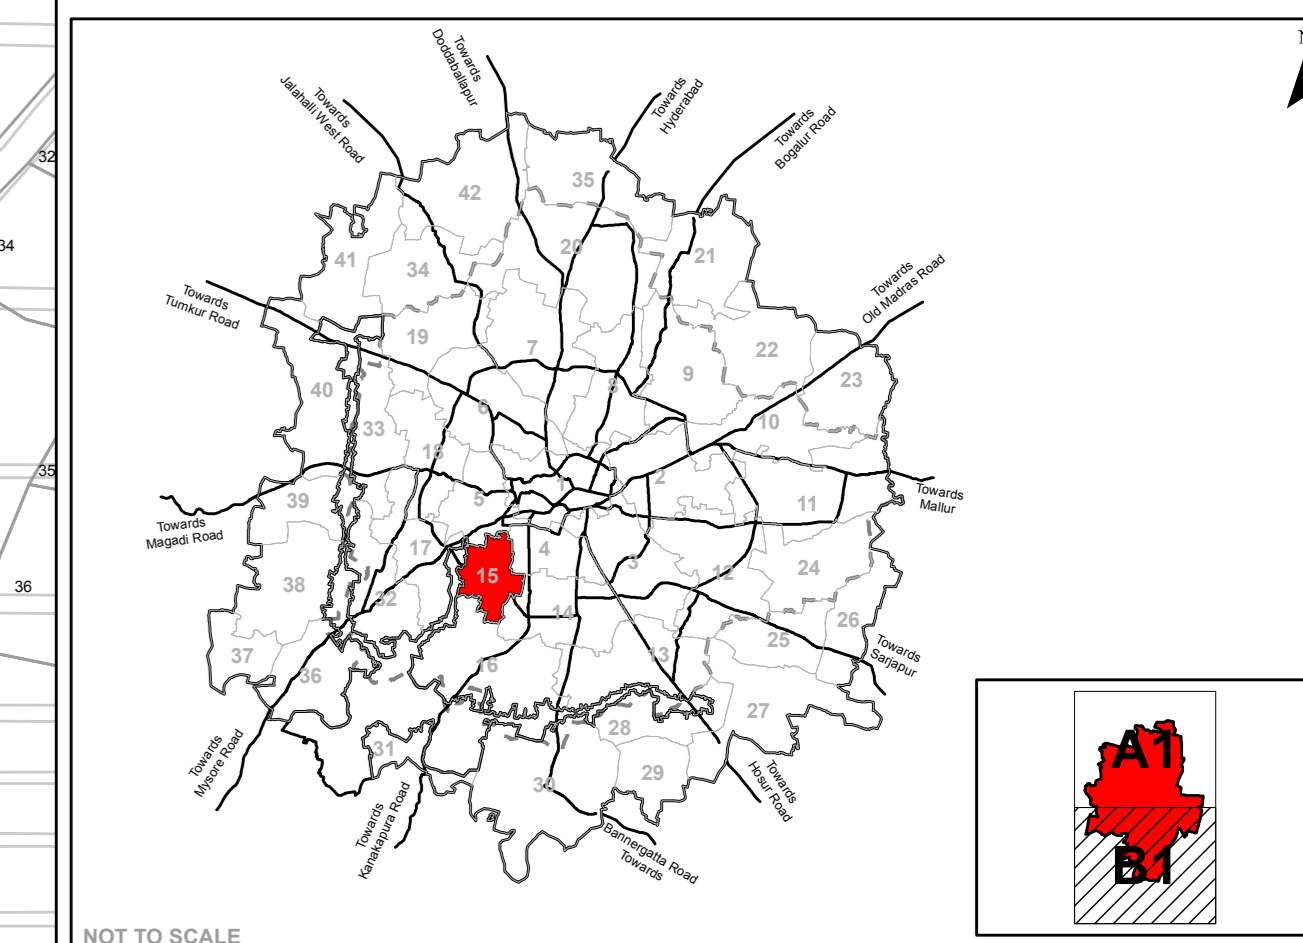 32
34
35
36
N
Towards
Doddaballapur
Towards
Jalahalli West Road
Towards
Hyderabad
Towards
Bogalur Road
Towards
Old Madras Road
Towards
Tumkur Road
Towards
Magadi Road
Towards
Mallur
Towards
Sarjapur
Towards
Mysore Road
Towards
Kanakapura Road
Bannergatta Road
Towards
Towards
Hosur Road
42
35
20
21
41
34
19
7
22
9
8
23
40
6
10
33
18
2
1
5
11
39
17
4
15
3
12
24
38
32
14
26
25
37
36
16
13
27
28
31
30
29
A1
B1
NOT TO SCALE